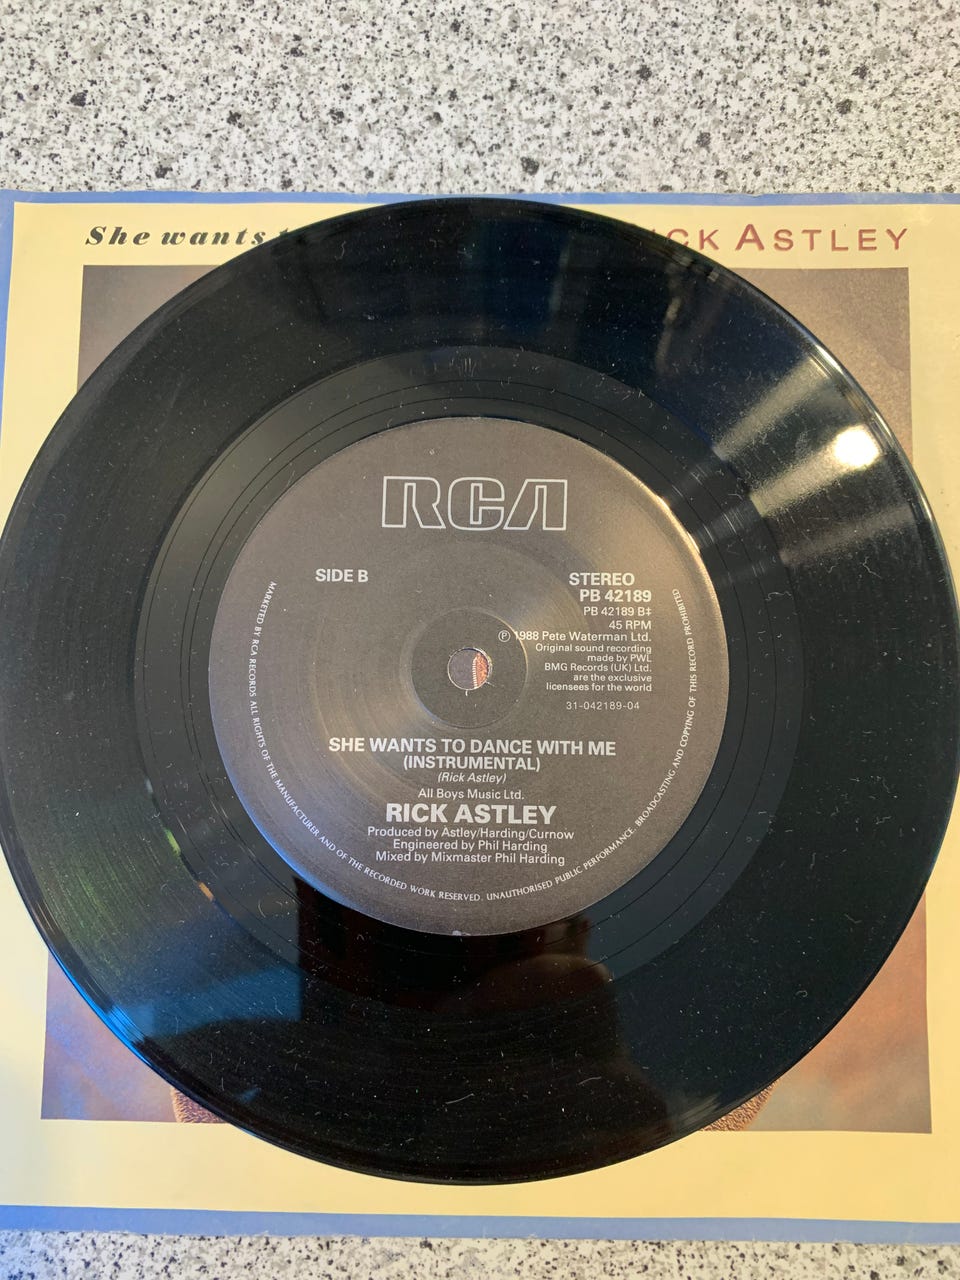 She wants
ICK ASTLEY
RCA
SIDE B
STEREO
PB 42189
PB 42189 B‡
45 RPM
℗ 1988 Pete Waterman Ltd.
Original sound recording
made by PWL
BMG Records (UK) Ltd.
are the exclusive
licensees for the world
31-042189-04
SHE WANTS TO DANCE WITH ME
(INSTRUMENTAL)
(Rick Astley)
All Boys Music Ltd.
RICK ASTLEY
Produced by Astley/Harding/Curnow
Engineered by Phil Harding
Mixed by Mixmaster Phil Harding
MARKETED BY RCA RECORDS ALL RIGHTS OF THE MANUFACTURER AND OF THE RECORDED WORK RESERVED. UNAUTHORISED PUBLIC PERFORMANCE, BROADCASTING AND COPYING OF THIS RECORD PROHIBITED